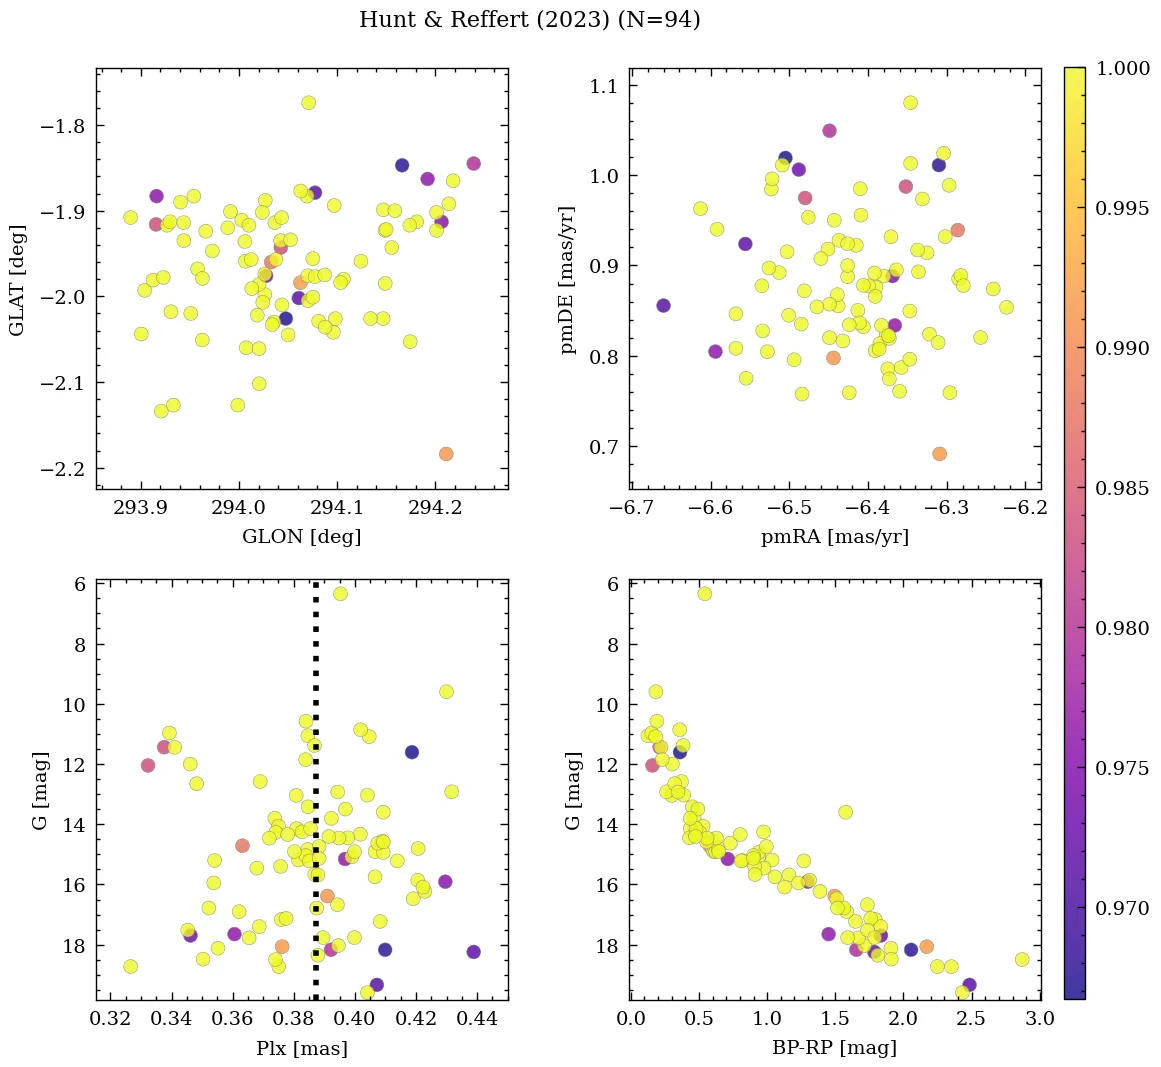 Hunt & Reffert (2023) (N=94)
−1.8
−1.9
−2.0
−2.1
−2.2
GLAT [deg]
293.9 294.0 294.1 294.2
GLON [deg]
1.1
1.0
0.9
0.8
0.7
pmDE [mas/yr]
−6.7 −6.6 −6.5 −6.4 −6.3 −6.2
pmRA [mas/yr]
6
8
10
12
14
16
18
G [mag]
0.32 0.34 0.36 0.38 0.40 0.42 0.44
Plx [mas]
6
8
10
12
14
16
18
G [mag]
0.0 0.5 1.0 1.5 2.0 2.5 3.0
BP-RP [mag]
1.000
0.995
0.990
0.985
0.980
0.975
0.970